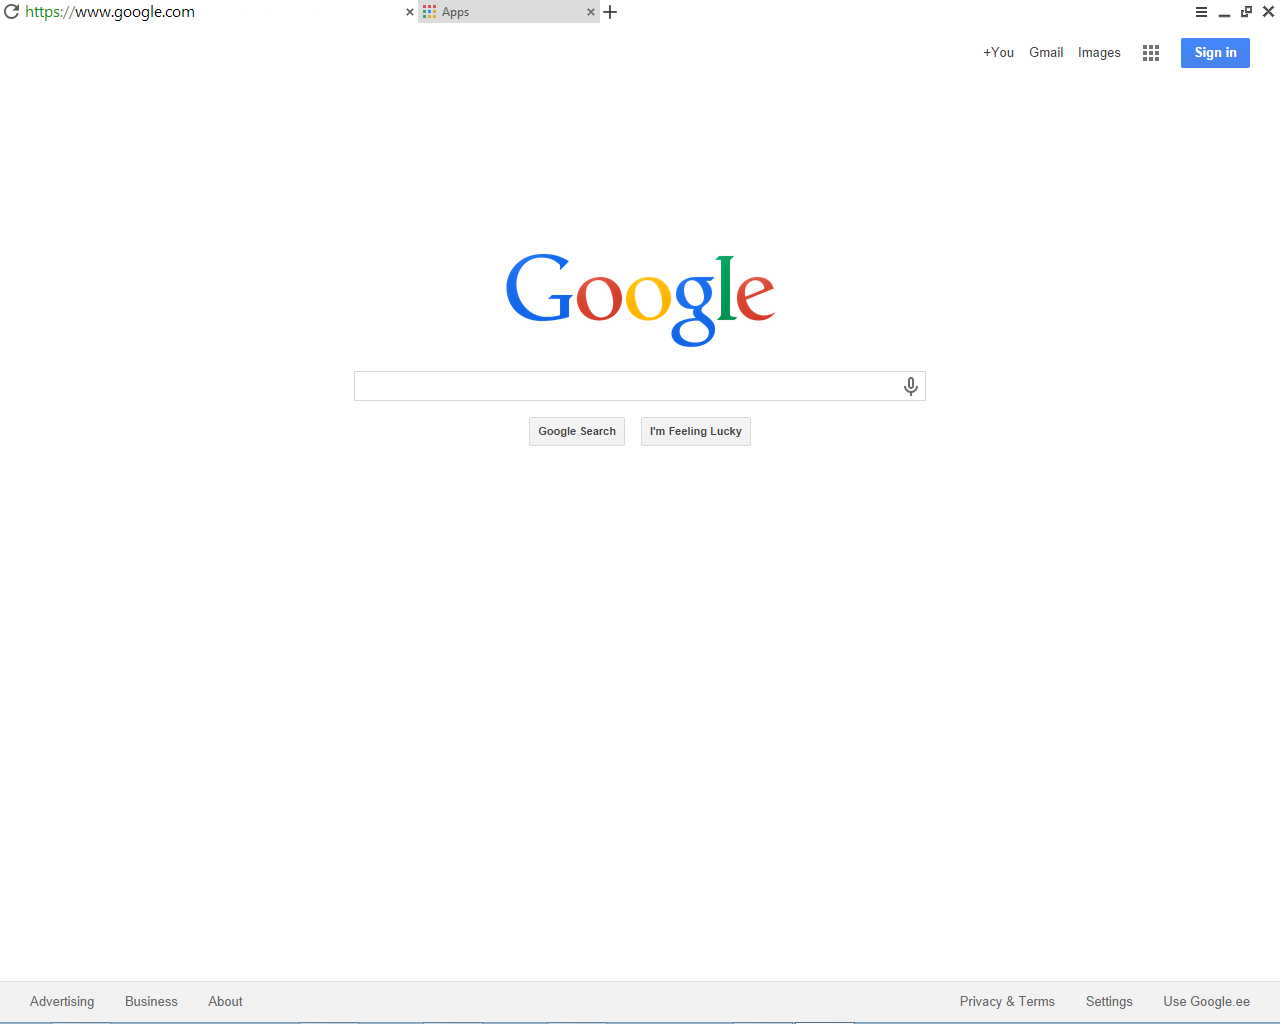 https://www.google.com
Apps
+You Gmail Images Sign in
Google
Google Search I'm Feeling Lucky
Advertising Business About Privacy & Terms Settings Use Google.ee